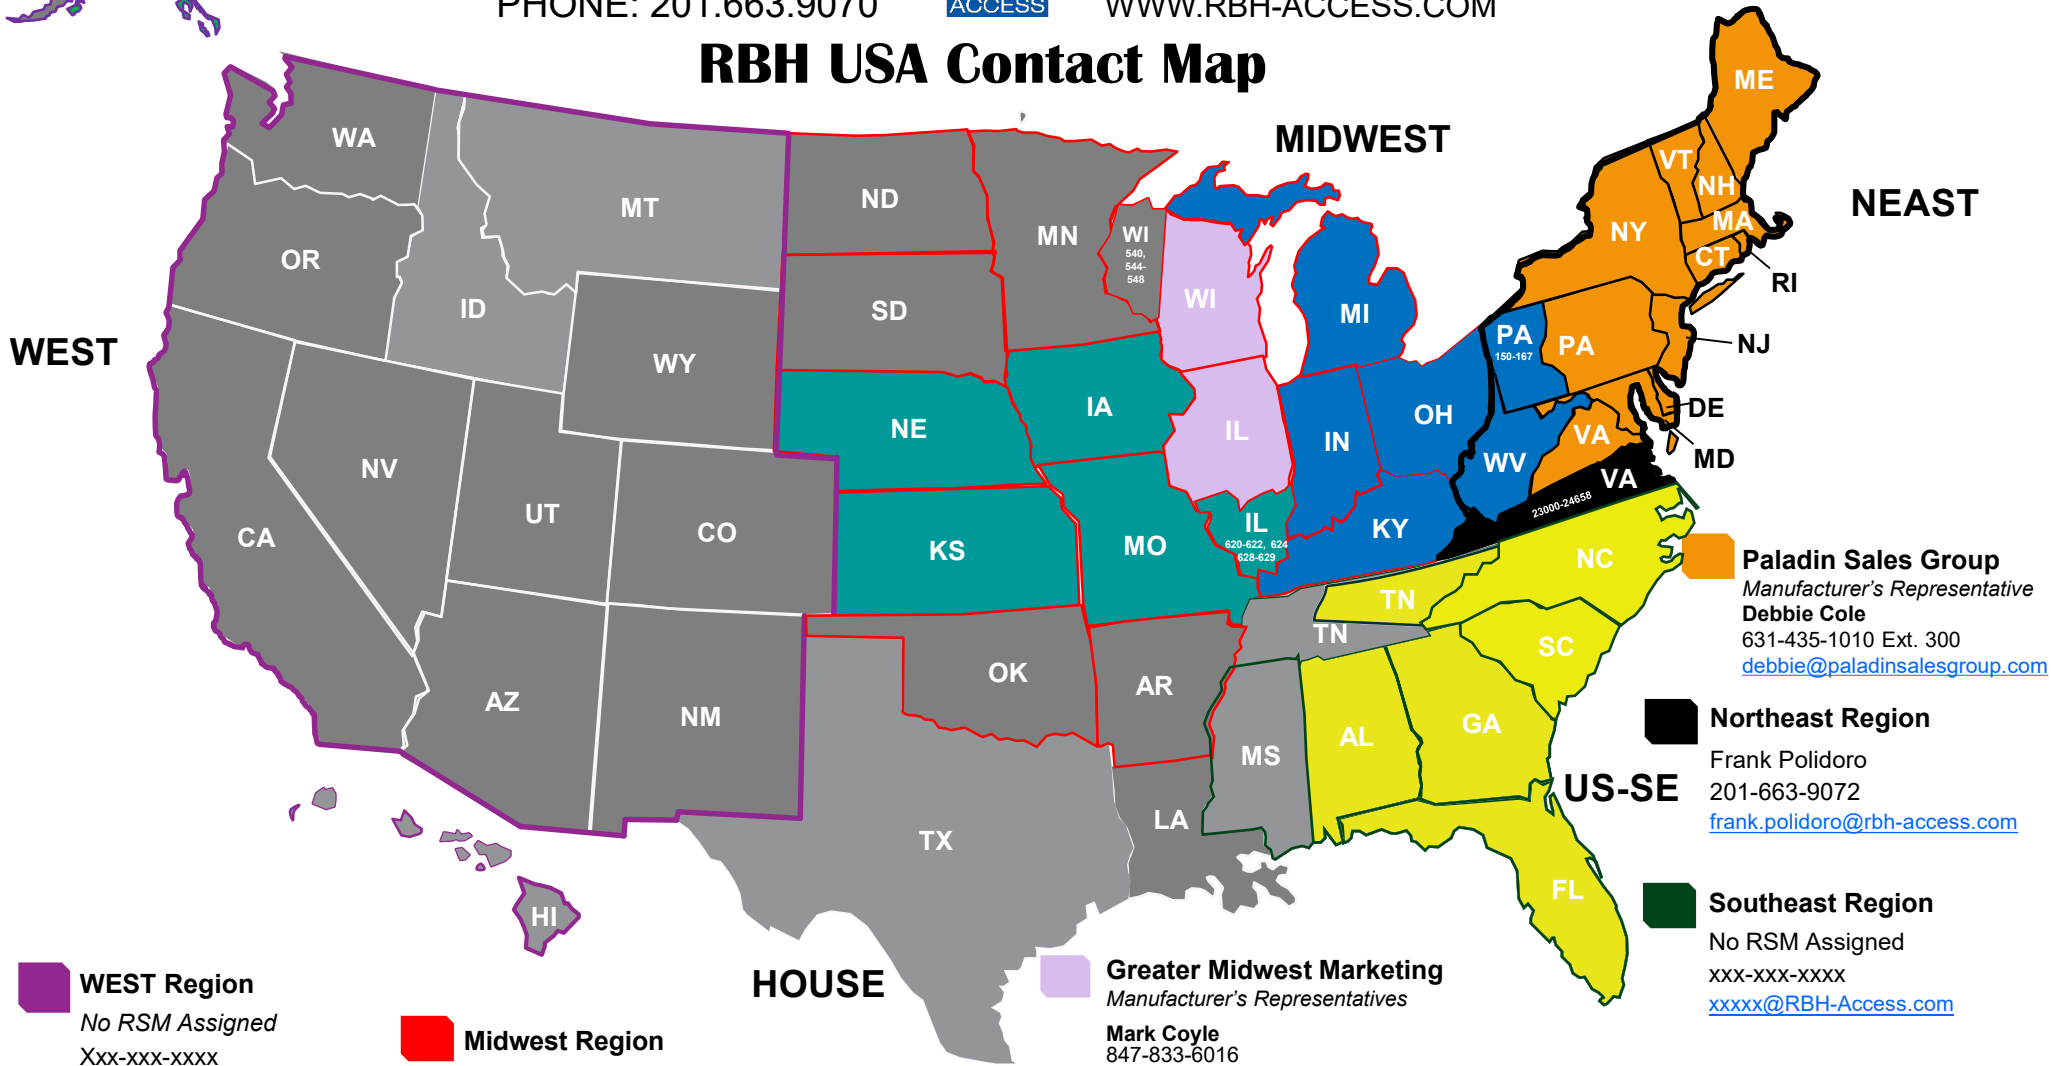 PHONE: 201.663.9070 ACCESS WWW.RBH-ACCESS.COM
RBH USA Contact Map
MIDWEST
NEAST
WEST
US-SE
HOUSE
WA
OR
CA
NV
ID
MT
WY
UT
CO
AZ
NM
HI
ND
SD
NE
KS
OK
TX
MN
IA
MO
AR
LA
WI
540,
544-
548
WI
IL
IL
620-622, 624
628-629
MI
IN
OH
KY
WV
PA
150-167
PA
NY
VT
NH
ME
MA
CT
RI
NJ
DE
MD
VA
VA
23000-24658
NC
TN
TN
SC
MS
AL
GA
FL
Paladin Sales Group
Manufacturer's Representative
Debbie Cole
631-435-1010 Ext. 300
debbie@paladinsalesgroup.com
Northeast Region
Frank Polidoro
201-663-9072
frank.polidoro@rbh-access.com
Southeast Region
No RSM Assigned
xxx-xxx-xxxx
xxxxx@RBH-Access.com
WEST Region
No RSM Assigned
Xxx-xxx-xxxx
Midwest Region
Greater Midwest Marketing
Manufacturer's Representatives
Mark Coyle
847-833-6016